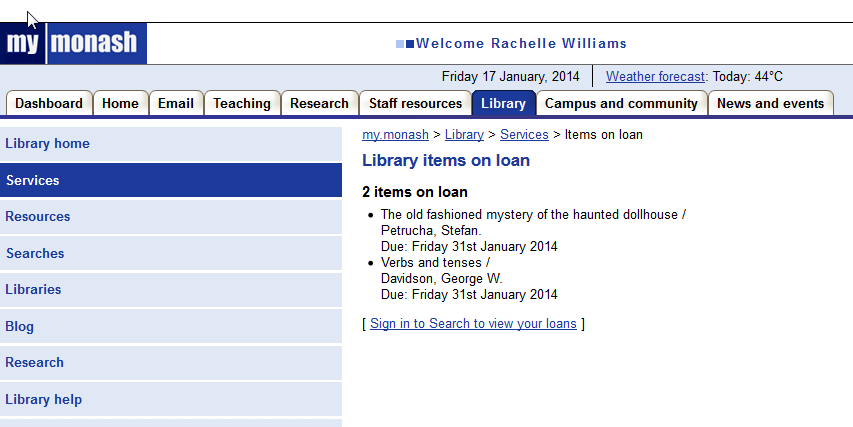 my monash
Welcome Rachelle Williams
Friday 17 January, 2014 Weather forecast: Today: 44°C
Dashboard Home Email Teaching Research Staff resources Library Campus and community News and events
Library home
Services
Resources
Searches
Libraries
Blog
Research
Library help
my.monash > Library > Services > Items on loan
Library items on loan
2 items on loan
The old fashioned mystery of the haunted dollhouse /
Petrucha, Stefan.
Due: Friday 31st January 2014
Verbs and tenses /
Davidson, George W.
Due: Friday 31st January 2014
[ Sign in to Search to view your loans ]